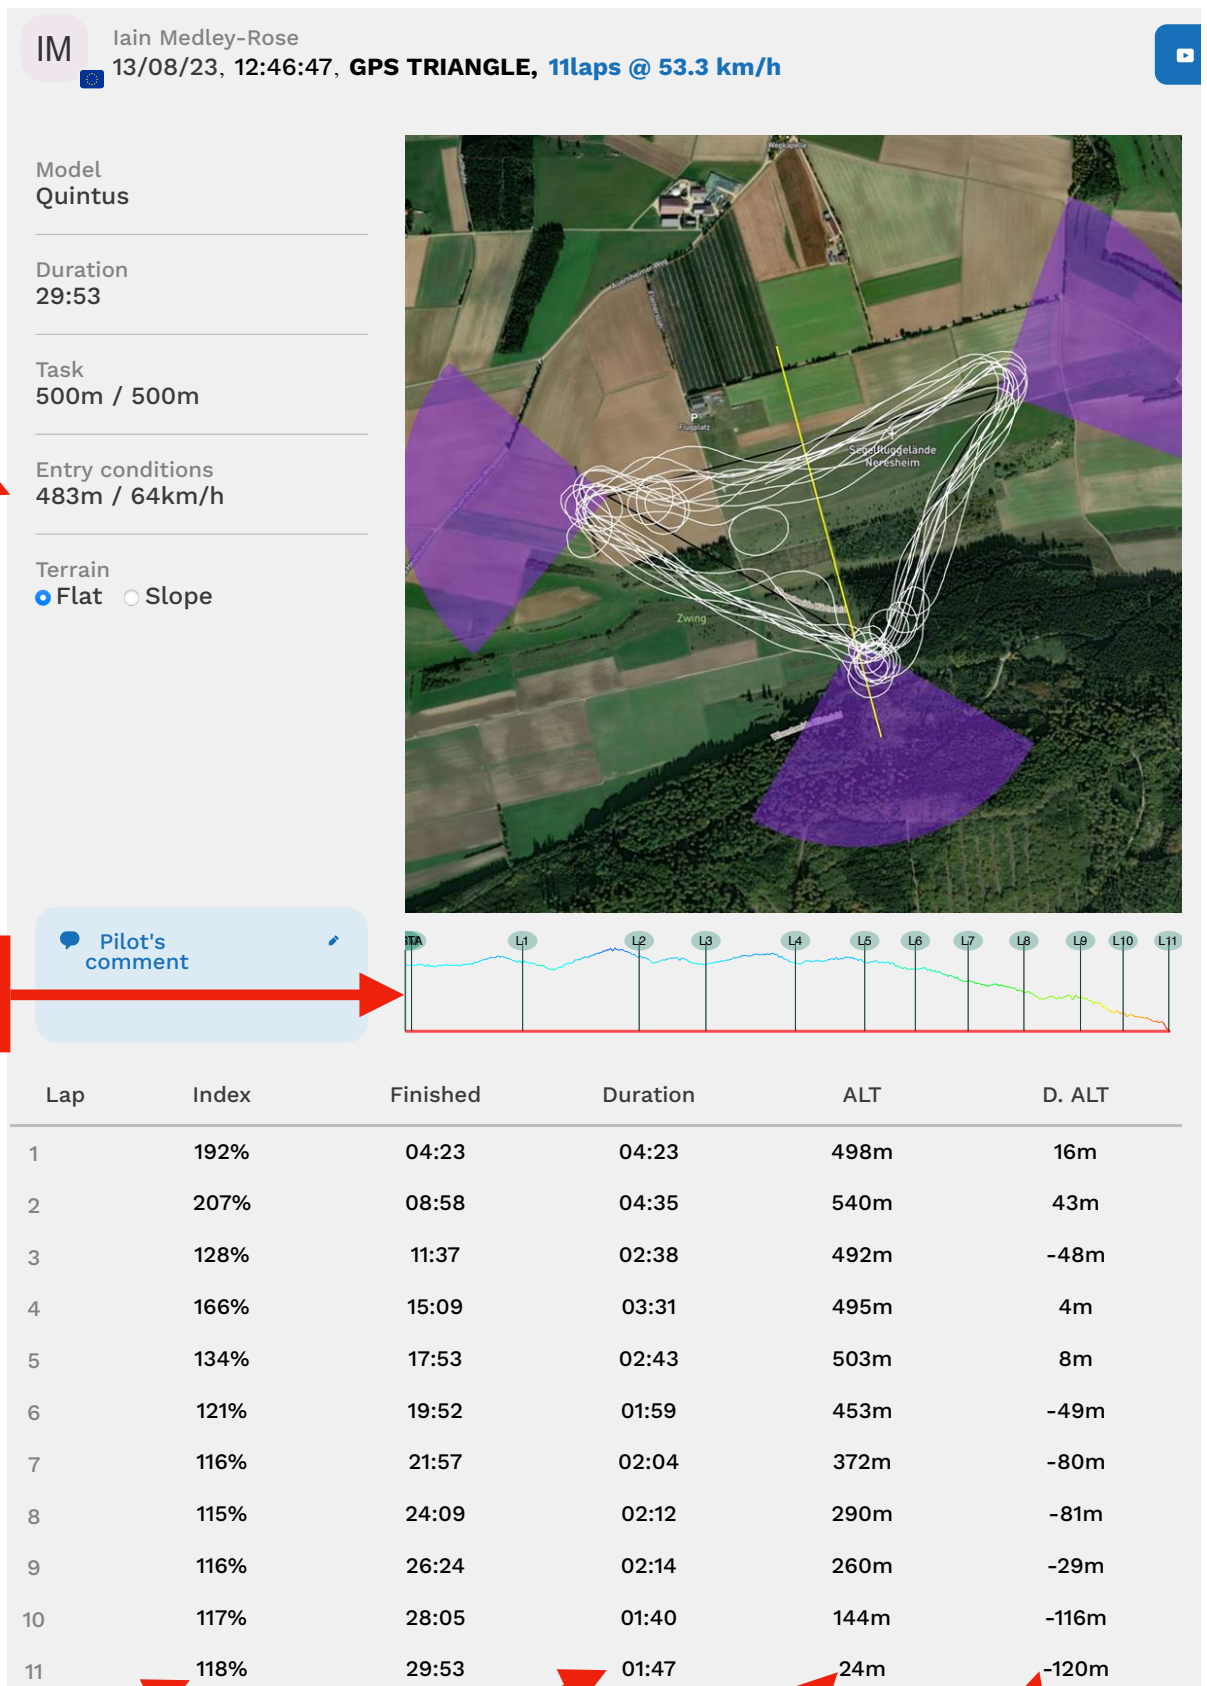 IM
Iain Medley-Rose
13/08/23, 12:46:47, GPS TRIANGLE, 11laps @ 53.3 km/h
Model
Quintus
Duration
29:53
Task
500m / 500m
Entry conditions
483m / 64km/h
Terrain
Flat Slope
Wegkapelle
Auernheimer Weg
P
Flugplatz
Segelfluggelände
Neresheim
Zwing
Pilot's
comment
L1 L2 L3 L4 L5 L6 L7 L8 L9 L10 L11
Lap Index Finished Duration ALT D. ALT
1 192% 04:23 04:23 498m 16m
2 207% 08:58 04:35 540m 43m
3 128% 11:37 02:38 492m -48m
4 166% 15:09 03:31 495m 4m
5 134% 17:53 02:43 503m 8m
6 121% 19:52 01:59 453m -49m
7 116% 21:57 02:04 372m -80m
8 115% 24:09 02:12 290m -81m
9 116% 26:24 02:14 260m -29m
10 117% 28:05 01:40 144m -116m
11 118% 29:53 01:47 24m -120m